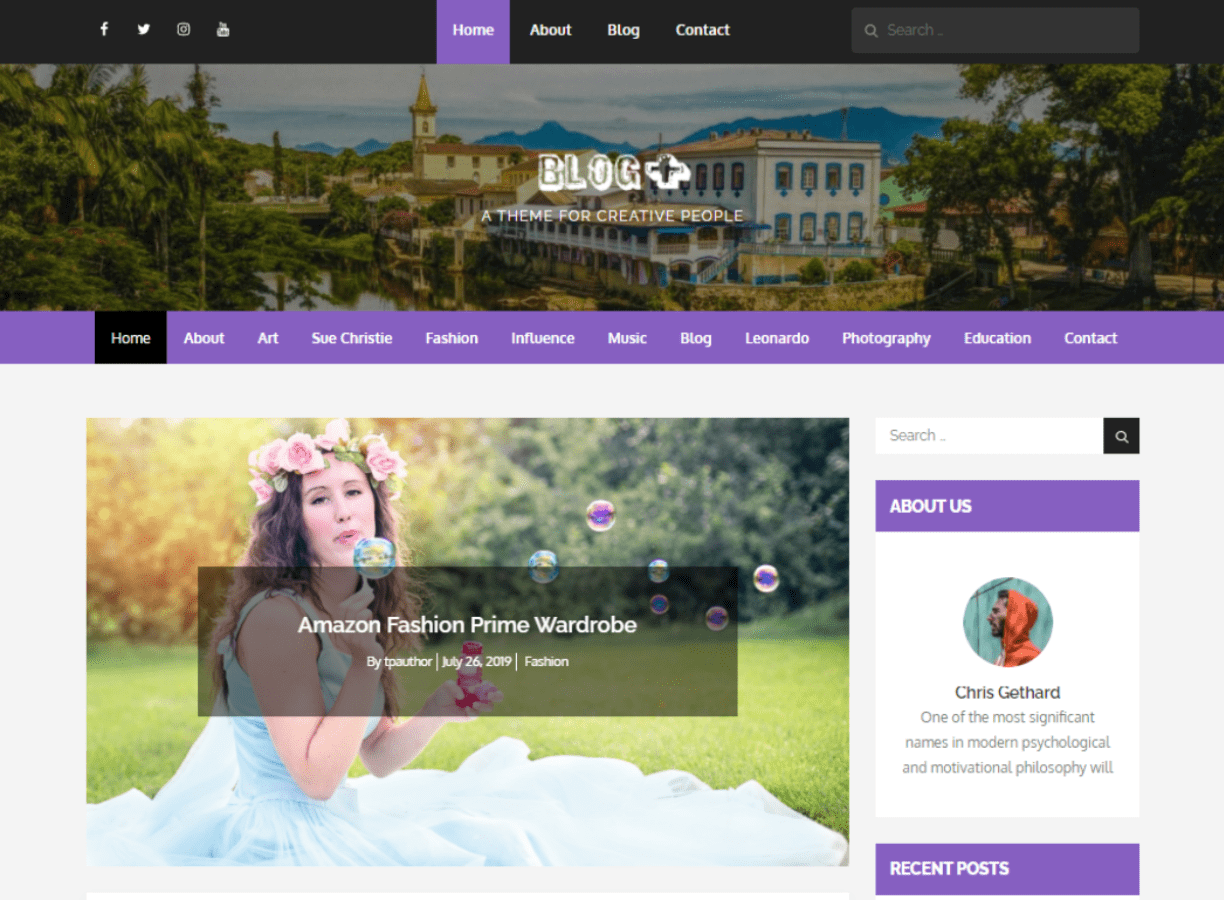 Home About Blog Contact Search ..
BLOG+
A THEME FOR CREATIVE PEOPLE
Home About Art Sue Christie Fashion Influence Music Blog Leonardo Photography Education Contact
Search ..
ABOUT US
Amazon Fashion Prime Wardrobe
By tpauthor | July 26, 2019 | Fashion
Chris Gethard
One of the most significant
names in modern psychological
and motivational philosophy will
RECENT POSTS